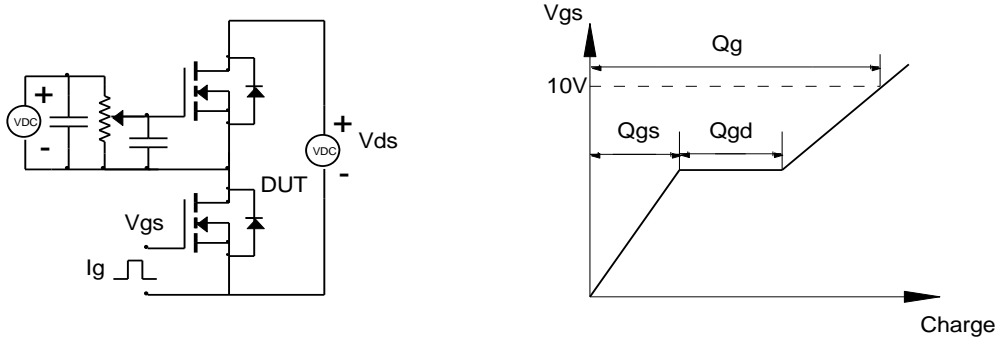 +
VDC
-
+
VDC
Vds
-
DUT
Vgs
Ig
Vgs
Qg
10V
Qgs
Qgd
Charge